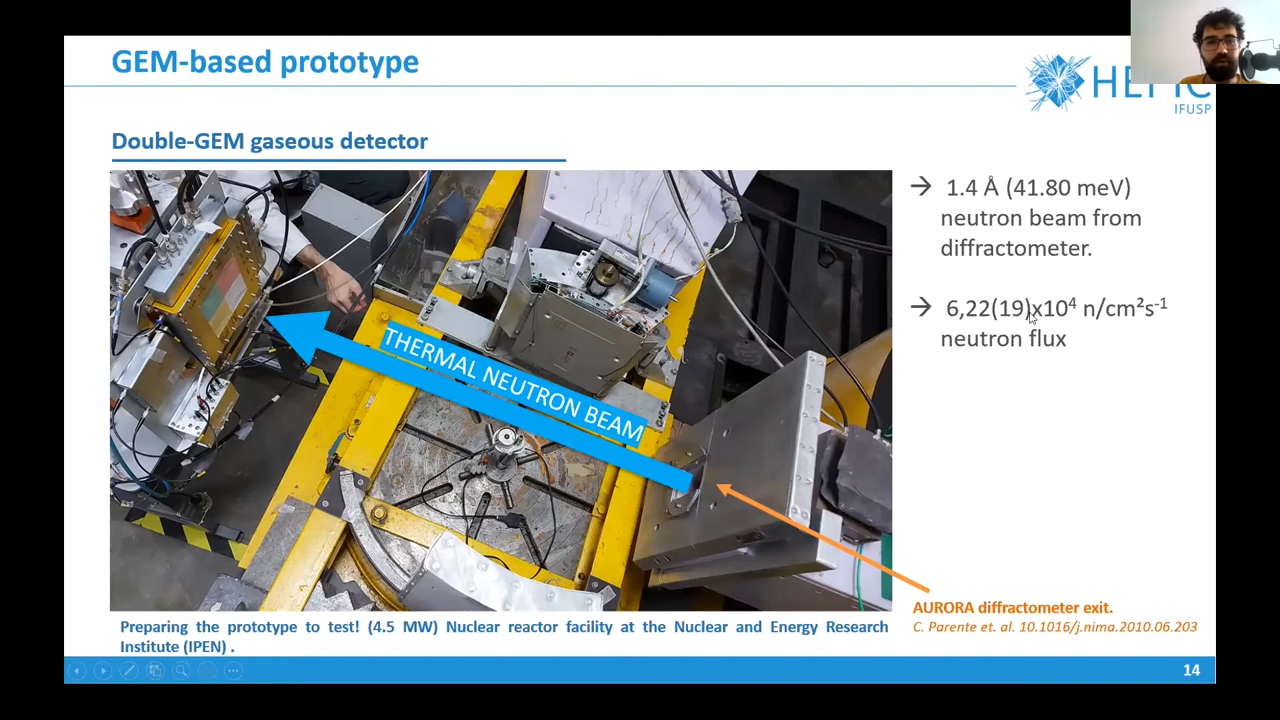 GEM-based prototype
IFUSP
Double-GEM gaseous detector
THERMAL NEUTRON BEAM
→ 1.4 Å (41.80 meV)
neutron beam from
diffractometer.
→ 6,22(19)x10⁴ n/cm²s⁻¹
neutron flux
AURORA diffractometer exit.
C. Parente et. al. 10.1016/j.nima.2010.06.203
Preparing the prototype to test! (4.5 MW) Nuclear reactor facility at the Nuclear and Energy Research
Institute (IPEN) .
14